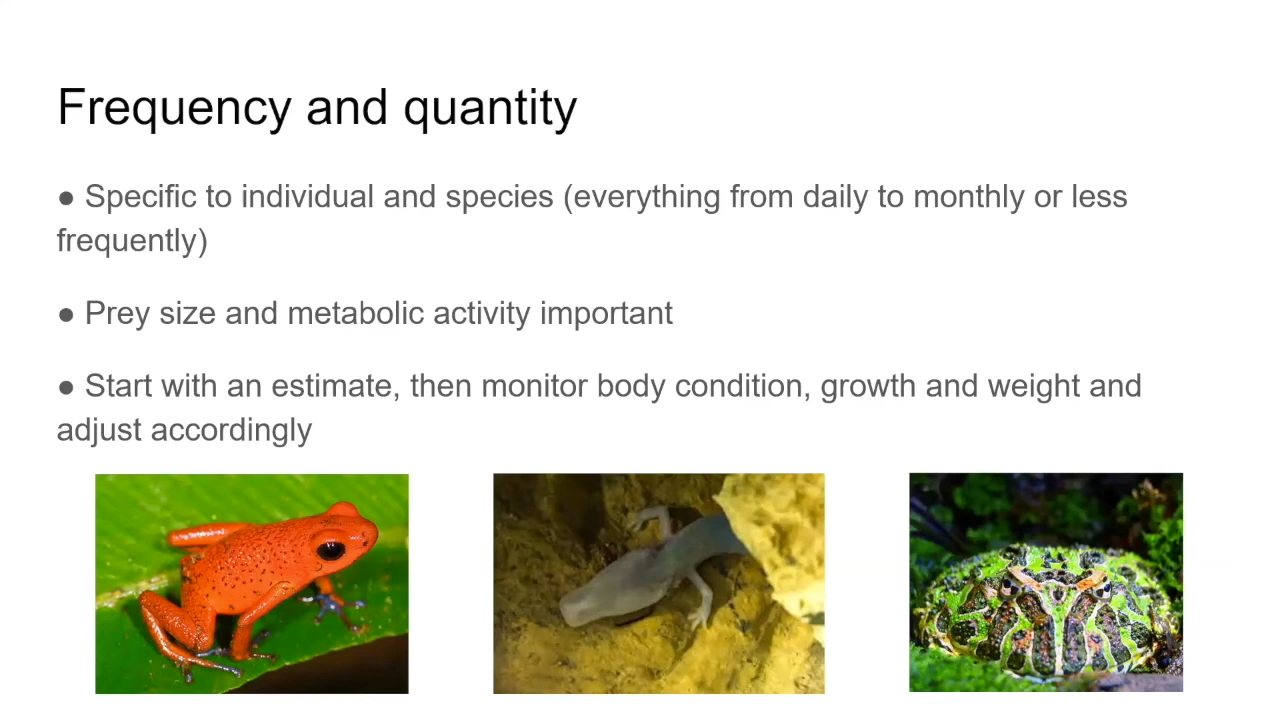 Frequency and quantity
● Specific to individual and species (everything from daily to monthly or less
frequently)
● Prey size and metabolic activity important
● Start with an estimate, then monitor body condition, growth and weight and
adjust accordingly